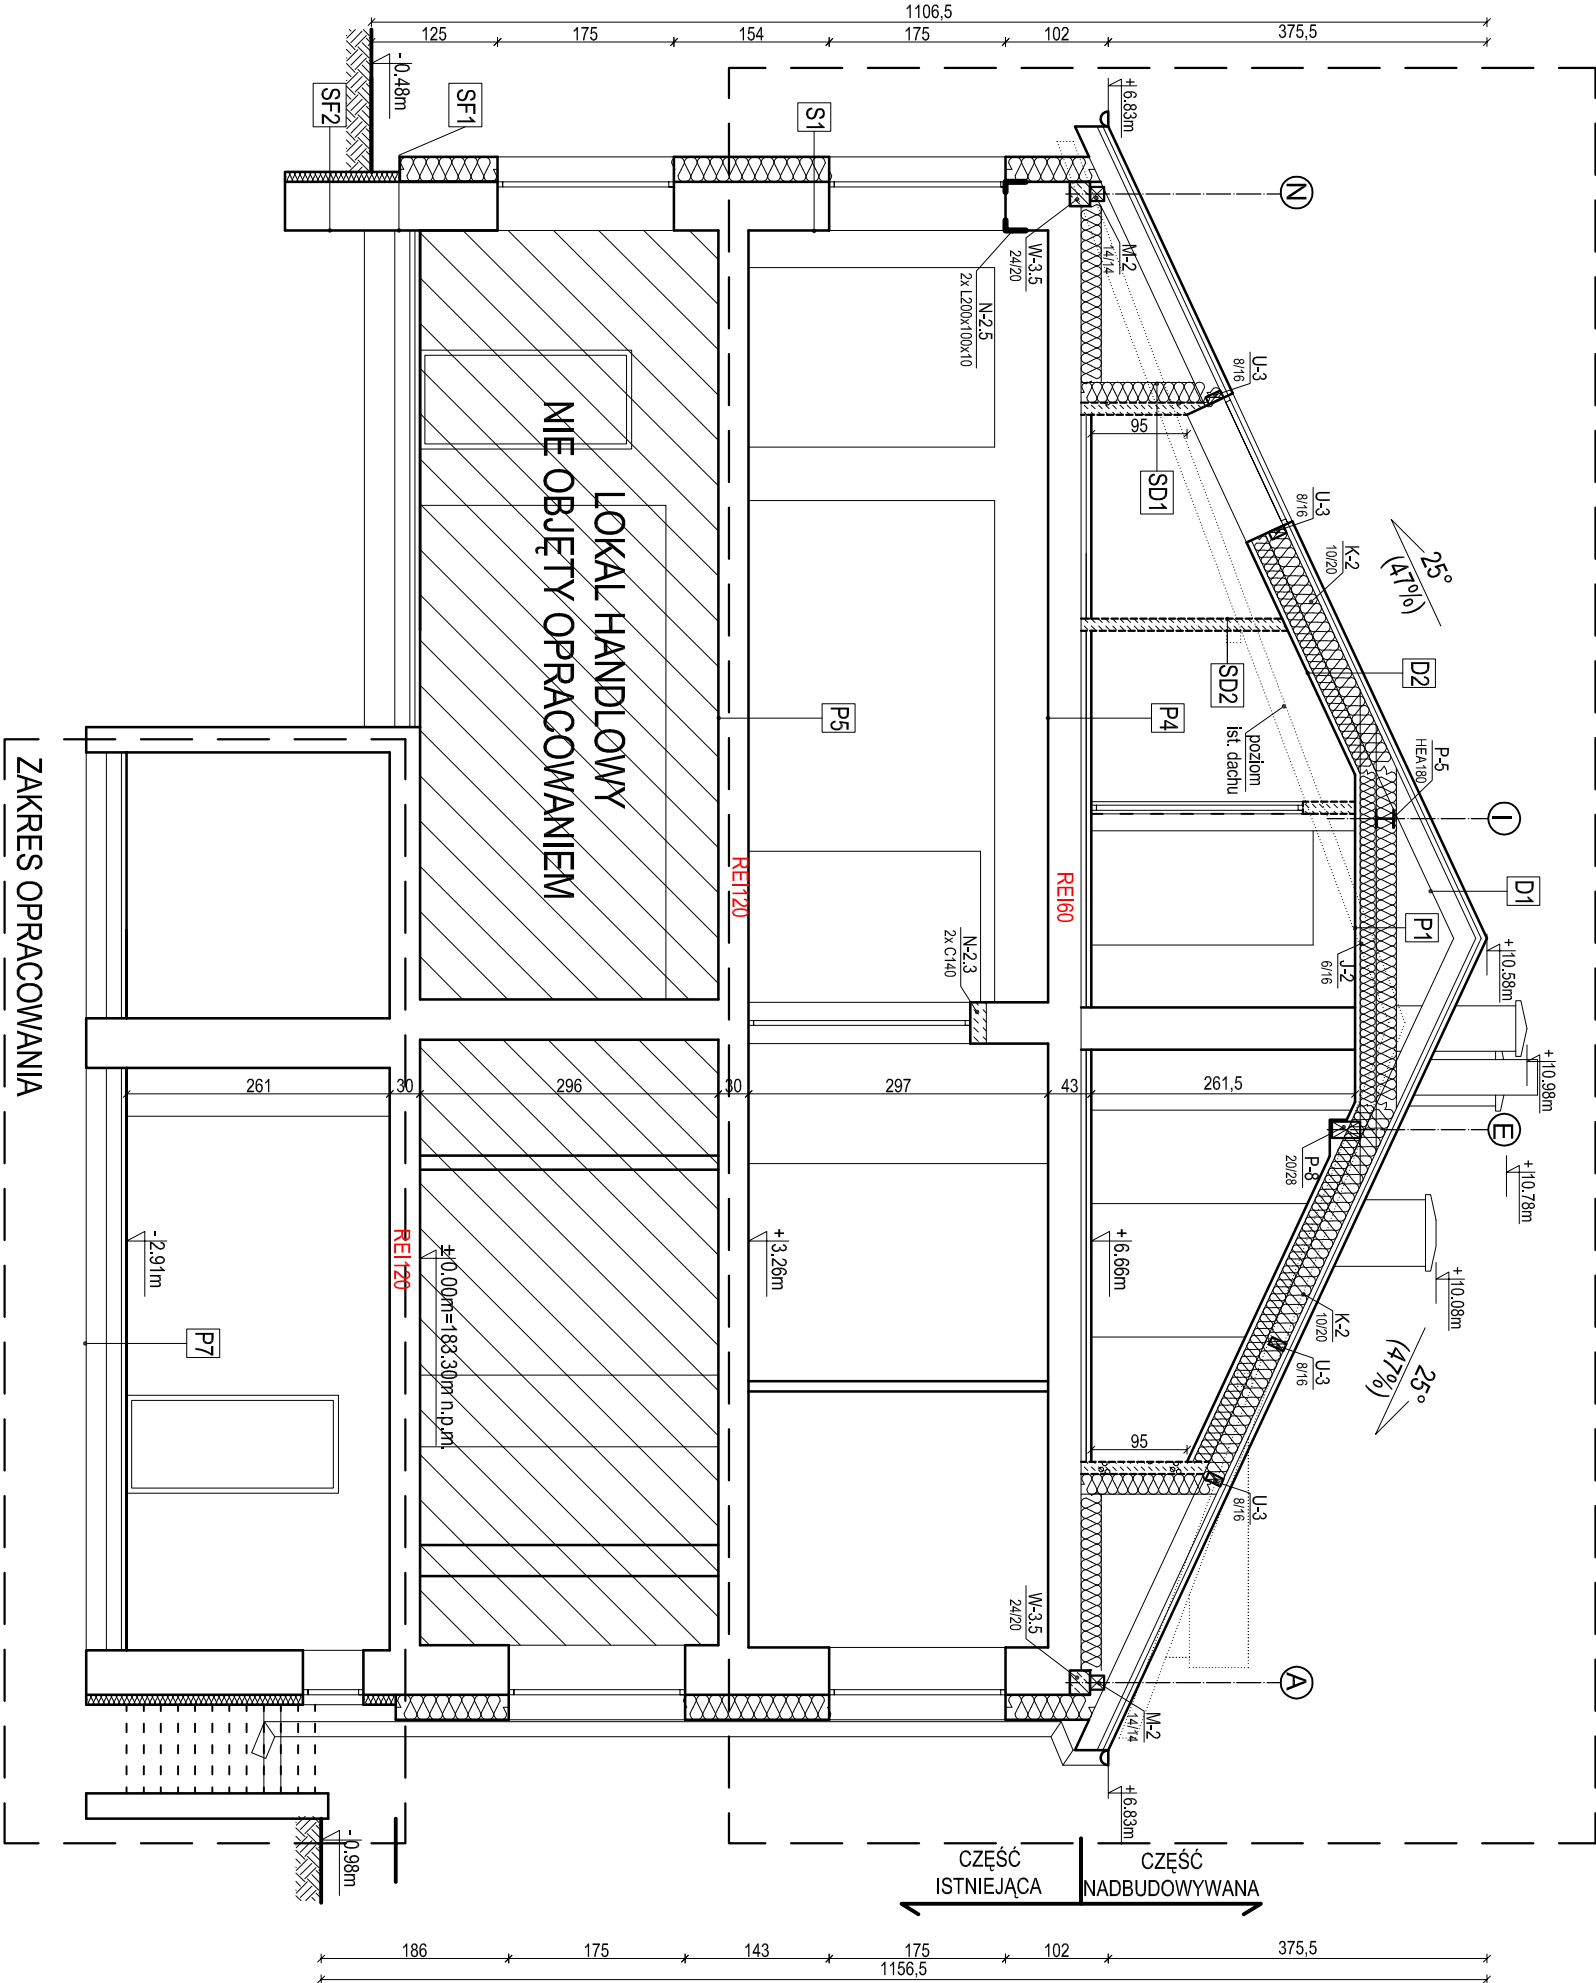 1106,5
125
175
154
175
102
375,5
- 0.48m
SF2
SF1
S1
+ 6.83m
N
W-3.5
24/20
M-2
14/14
N-2.5
2x L200x100x10
U-3
8/16
95
SD1
U-3
8/16
K-2
10/20
25°
(47%)
D2
SD2
poziom
ist. dachu
P4
P5
P-5
HEA180
I
D1
P1
J-2
6/16
LOKAL HANDLOWY
NIE OBJĘTY OPRACOWANIEM
REI120
REI60
N-2.3
2x C140
+ 10.58m
+ 10.98m
ZAKRES OPRACOWANIA
261
30
296
30
297
43
261,5
E
P-8
20/28
+ 10.78m
- 2.91m
REI120
±0.00m=183.30m n.p.m.
+ 3.26m
+ 6.66m
+ 10.08m
K-2
10/20
U-3
8/16
25°
(47%)
P7
95
U-3
8/16
W-3.5
24/20
A
M-2
14/14
+ 6.83m
- 0.98m
CZĘŚĆ
ISTNIEJĄCA
CZĘŚĆ
NADBUDOWYWANA
186
175
143
175
102
375,5
1156,5